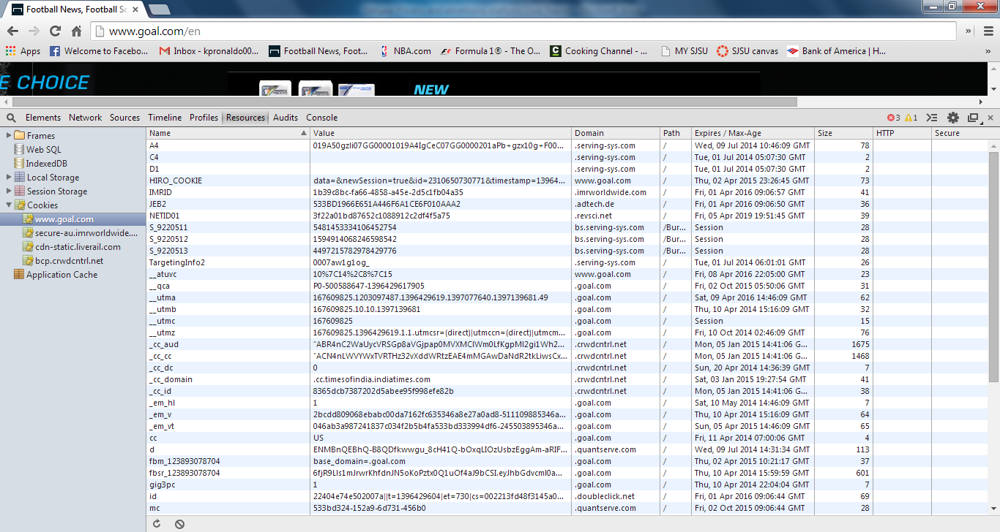 Football News, Football Sc
www.goal.com/en
Apps Welcome to Facebo... Inbox - kpronaldo00... Football News, Foot... NBA.com Formula 1® - The O... Cooking Channel - ... MY SJSU SJSU canvas Bank of America | H...
E CHOICE NEW
Elements Network Sources Timeline Profiles Resources Audits Console 3 1
Frames
Web SQL
IndexedDB
Local Storage
Session Storage
Cookies
www.goal.com
secure-au.imrworldwide....
cdn-static.liverail.com
bcp.crwdcntrl.net
Application Cache
Name Value Domain Path Expires / Max-Age Size HTTP Secure
A4 019A50gzli07GG00001019A4IgCeC07GG0000201aPb+gzx10g+F00... .serving-sys.com / Wed, 09 Jul 2014 10:46:09 GMT 78
C4 .serving-sys.com / Tue, 01 Jul 2014 05:07:30 GMT 2
D1 .serving-sys.com / Tue, 01 Jul 2014 05:07:30 GMT 2
HIRO_COOKIE data=&newSession=true&id=2310650730771&timestamp=13964... www.goal.com / Thu, 02 Apr 2015 23:26:45 GMT 73
IMRID 1b39c8bc-fa66-4858-a45e-2d5c1fb04a35 .imrworldwide.com / Fri, 01 Apr 2016 09:06:57 GMT 41
JEB2 533BD1966E651A446F6A1CE6F010AAA2 .adtech.de / Fri, 01 Apr 2016 09:06:50 GMT 36
NETID01 3f22a01bd87652c1088912c2df4f5a75 .revsci.net / Fri, 05 Apr 2019 19:51:45 GMT 39
S_9220511 5481453334106452754 bs.serving-sys.com /Bur... Session 28
S_9220512 1594914068246598542 bs.serving-sys.com /Bur... Session 28
S_9220513 4497215782978429776 bs.serving-sys.com /Bur... Session 28
TargetingInfo2 0007aw1g1og_ .serving-sys.com / Tue, 01 Jul 2014 06:01:01 GMT 26
__atuvc 10%7C14%2C8%7C15 www.goal.com / Fri, 08 Apr 2016 22:05:00 GMT 23
__qca P0-500588647-1396429617905 .goal.com / Fri, 02 Oct 2015 05:50:06 GMT 31
__utma 167609825.1203097487.1396429619.1397077640.1397139681.49 .goal.com / Sat, 09 Apr 2016 14:46:09 GMT 62
__utmb 167609825.10.10.1397139681 .goal.com / Thu, 10 Apr 2014 15:16:09 GMT 32
__utmc 167609825 .goal.com / Session 15
__utmz 167609825.1396429619.1.1.utmcsr=(direct)|utmccn=(direct)|utmcm... .goal.com / Fri, 10 Oct 2014 02:46:09 GMT 76
_cc_aud "ABR4nC2WaUycVRSGp8aVGjpap0MVXMCIWm0LfKgpMI2gi1Wh2... .crwdcntrl.net / Mon, 05 Jan 2015 14:41:06 G... 1675
_cc_cc "ACN4nLWVYWxTVRTHz32vXddWRtzEAE4mMGAwDaNdR2tkLiwsCx... .crwdcntrl.net / Mon, 05 Jan 2015 14:41:06 G... 1468
_cc_dc 0 .crwdcntrl.net / Sun, 20 Apr 2014 14:36:39 GMT 7
_cc_domain .cc.timesofindia.indiatimes.com .crwdcntrl.net / Sat, 03 Jan 2015 19:27:54 GMT 41
_cc_id 8365dcb7387202d5abee95f998efe82b .crwdcntrl.net / Mon, 05 Jan 2015 14:41:06 G... 38
_em_hl 1 .goal.com / Sat, 10 May 2014 14:46:09 GMT 7
_em_v 2bcdd809068ebabc00da7162fc635346a8e27a0ad8-511109885346a... .goal.com / Thu, 10 Apr 2014 15:16:09 GMT 64
_em_vt 046ab3a987241837c034f2b5b4fa533bd333994df6-245503895346a... .goal.com / Sun, 05 Apr 2015 14:46:09 GMT 65
cc US .goal.com / Fri, 11 Apr 2014 07:00:06 GMT 4
d ENMBnQEBhQ-B8QDfkwwgu_8cH41Q-bOxqLIOzUsbzEggAm-aRIF... .quantserve.com / Wed, 09 Jul 2014 14:31:34 GMT 113
fbm_123893078704 base_domain=.goal.com .goal.com / Thu, 02 Apr 2015 10:21:17 GMT 37
fbsr_123893078704 6fjR9LIs1mJrwrKhfdnJN5oKoPztx0Q1uOf4aJ9bCSI.eyJhbGdvcml0a... .goal.com / Thu, 10 Apr 2014 15:59:59 GMT 601
gig3pc 1 .goal.com / Thu, 10 Apr 2014 22:04:04 GMT 7
id 22404e74e502007a||t=1396429604|et=730|cs=002213fd48f3145a0... .doubleclick.net / Fri, 01 Apr 2016 09:06:44 GMT 69
mc 533bd324-152a9-6d731-456b0 .quantserve.com / Fri, 02 Oct 2015 09:06:44 GMT 28